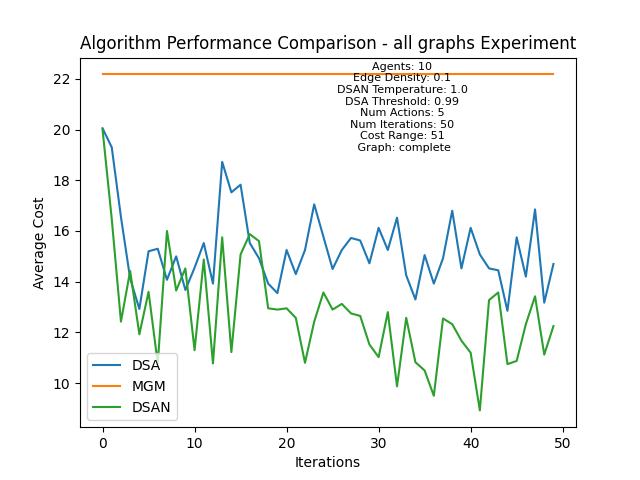 Algorithm Performance Comparison - all graphs Experiment
Agents: 10
Edge Density: 0.1
DSAN Temperature: 1.0
DSA Threshold: 0.99
Num Actions: 5
Num Iterations: 50
Cost Range: 51
Graph: complete
Average Cost
22
20
18
16
14
12
10
DSA
MGM
DSAN
0
10
20
30
40
50
Iterations